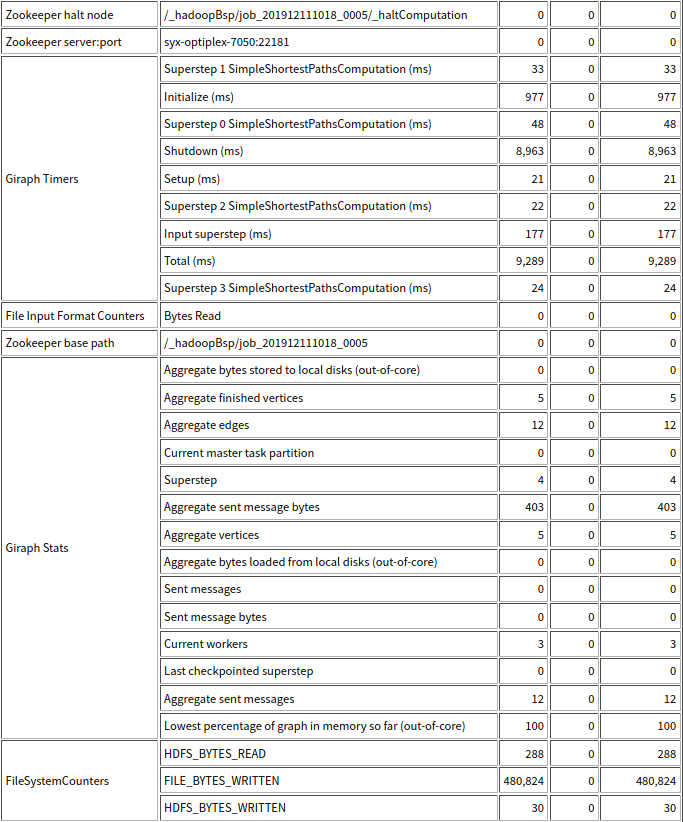 Zookeeper halt node /_hadoopBsp/job_201912111018_0005/_haltComputation 0 0 0
Zookeeper server:port syx-optiplex-7050:22181 0 0 0
Superstep 1 SimpleShortestPathsComputation (ms) 33 0 33
Initialize (ms) 977 0 977
Superstep 0 SimpleShortestPathsComputation (ms) 48 0 48
Shutdown (ms) 8,963 0 8,963
Giraph Timers Setup (ms) 21 0 21
Superstep 2 SimpleShortestPathsComputation (ms) 22 0 22
Input superstep (ms) 177 0 177
Total (ms) 9,289 0 9,289
Superstep 3 SimpleShortestPathsComputation (ms) 24 0 24
File Input Format Counters Bytes Read 0 0 0
Zookeeper base path /_hadoopBsp/job_201912111018_0005 0 0 0
Aggregate bytes stored to local disks (out-of-core) 0 0 0
Aggregate finished vertices 5 0 5
Aggregate edges 12 0 12
Current master task partition 0 0 0
Superstep 4 0 4
Aggregate sent message bytes 403 0 403
Aggregate vertices 5 0 5
Giraph Stats
Aggregate bytes loaded from local disks (out-of-core) 0 0 0
Sent messages 0 0 0
Sent message bytes 0 0 0
Current workers 3 0 3
Last checkpointed superstep 0 0 0
Aggregate sent messages 12 0 12
Lowest percentage of graph in memory so far (out-of-core) 100 0 100
HDFS_BYTES_READ 288 0 288
FileSystemCounters FILE_BYTES_WRITTEN 480,824 0 480,824
HDFS_BYTES_WRITTEN 30 0 30